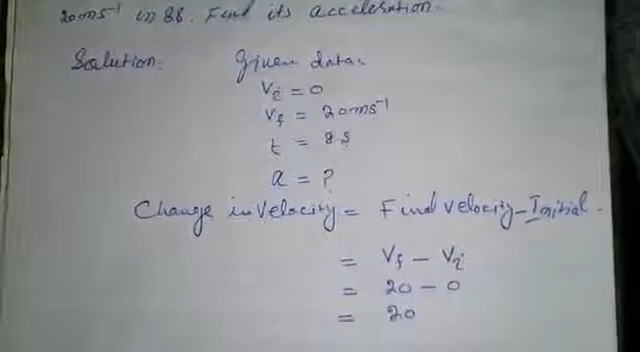 20ms⁻¹ in 8s. Find its acceleration.
Solution. Given data:
Vi = 0
Vf = 20ms⁻¹
t = 8s
a = ?
Change in Velocity = Final Velocity - Initial.
= Vf - Vi
= 20 - 0
= 20